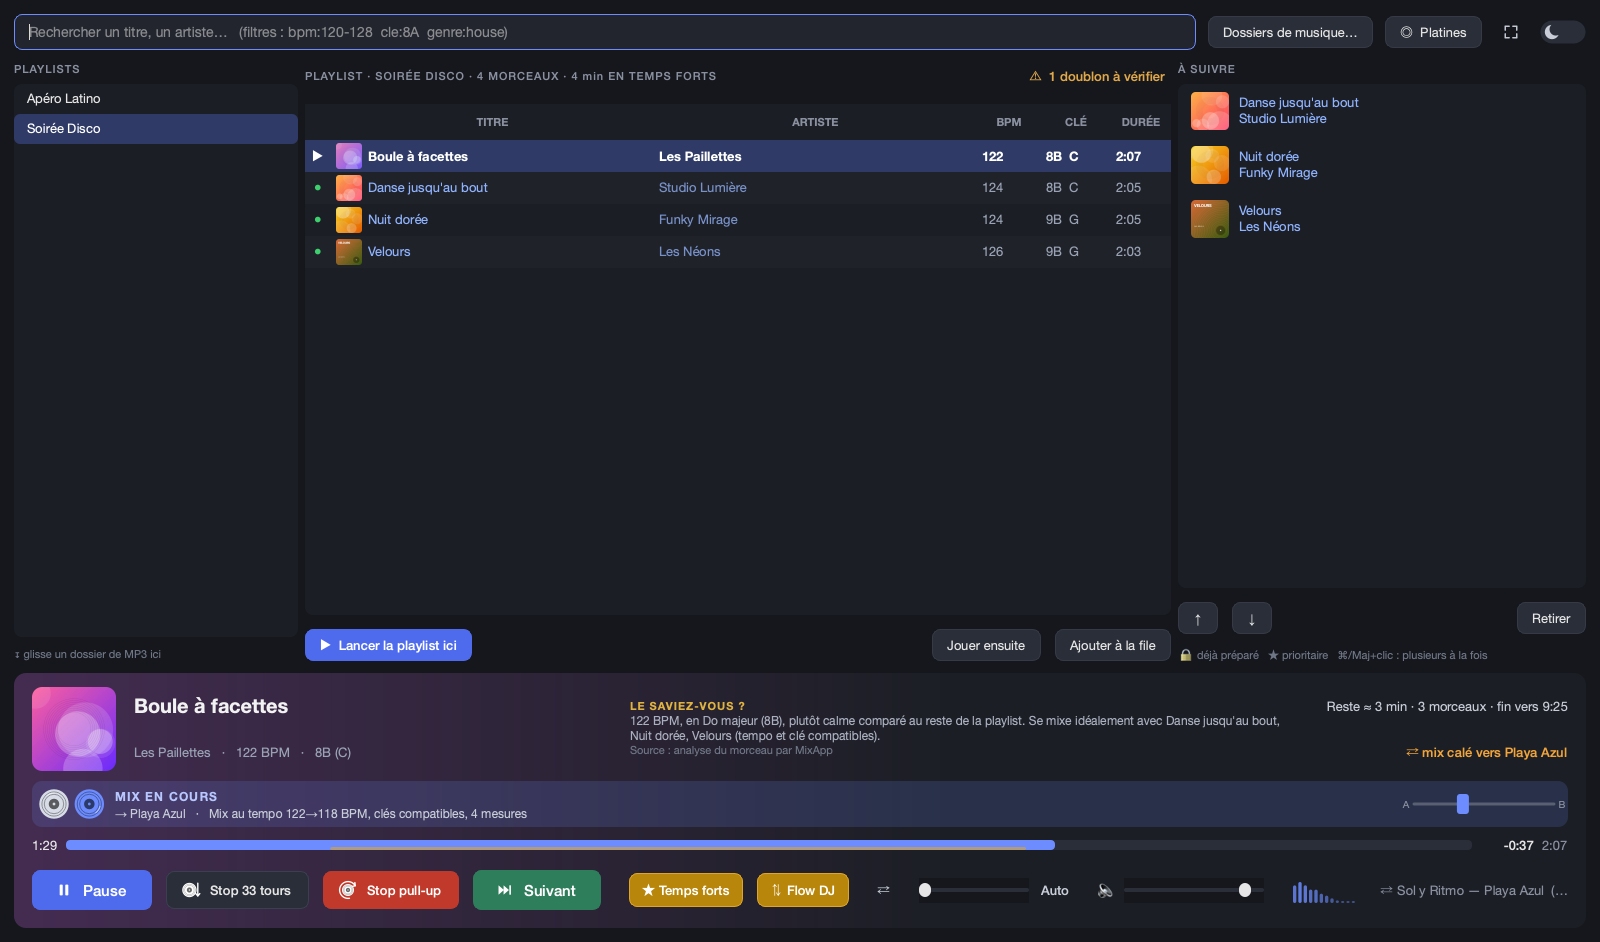 Rechercher un titre, un artiste… (filtres : bpm:120-128 cle:8A genre:house)
Dossiers de musique…
Platines
PLAYLISTS
Apéro Latino
Soirée Disco
↧ glisse un dossier de MP3 ici
PLAYLIST · SOIRÉE DISCO · 4 MORCEAUX · 4 min EN TEMPS FORTS
⚠ 1 doublon à vérifier
TITRE ARTISTE BPM CLÉ DURÉE
▶ Boule à facettes Les Paillettes 122 8B C 2:07
Danse jusqu'au bout Studio Lumière 124 8B C 2:05
Nuit dorée Funky Mirage 124 9B G 2:05
Velours Les Néons 126 9B G 2:03
▶ Lancer la playlist ici
Jouer ensuite
Ajouter à la file
À SUIVRE
Danse jusqu'au bout
Studio Lumière
Nuit dorée
Funky Mirage
VELOURS
Velours
Les Néons
↑ ↓ Retirer
🔒 déjà préparé ★ prioritaire ⌘/Maj+clic : plusieurs à la fois
Boule à facettes
Les Paillettes · 122 BPM · 8B (C)
LE SAVIEZ-VOUS ?
122 BPM, en Do majeur (8B), plutôt calme comparé au reste de la playlist. Se mixe idéalement avec Danse jusqu'au bout,
Nuit dorée, Velours (tempo et clé compatibles).
Source : analyse du morceau par MixApp
Reste ≈ 3 min · 3 morceaux · fin vers 9:25
⇄ mix calé vers Playa Azul
MIX EN COURS
→ Playa Azul · Mix au tempo 122→118 BPM, clés compatibles, 4 mesures
A B
1:29 -0:37 2:07
Pause
Stop 33 tours
Stop pull-up
Suivant
★ Temps forts
⇅ Flow DJ
⇄
Auto
⇄ Sol y Ritmo — Playa Azul (…